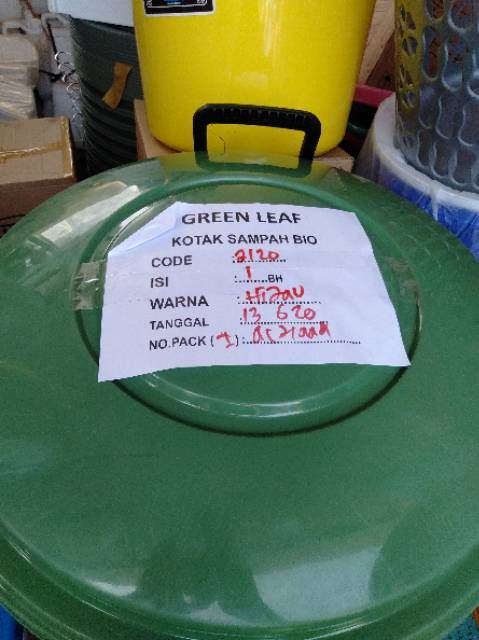 GREEN LEAF
KOTAK SAMPAH BIO
CODE : 2120
ISI : 1 BH
WARNA : Hijau
TANGGAL : 13 6 20
NO.PACK (1) :